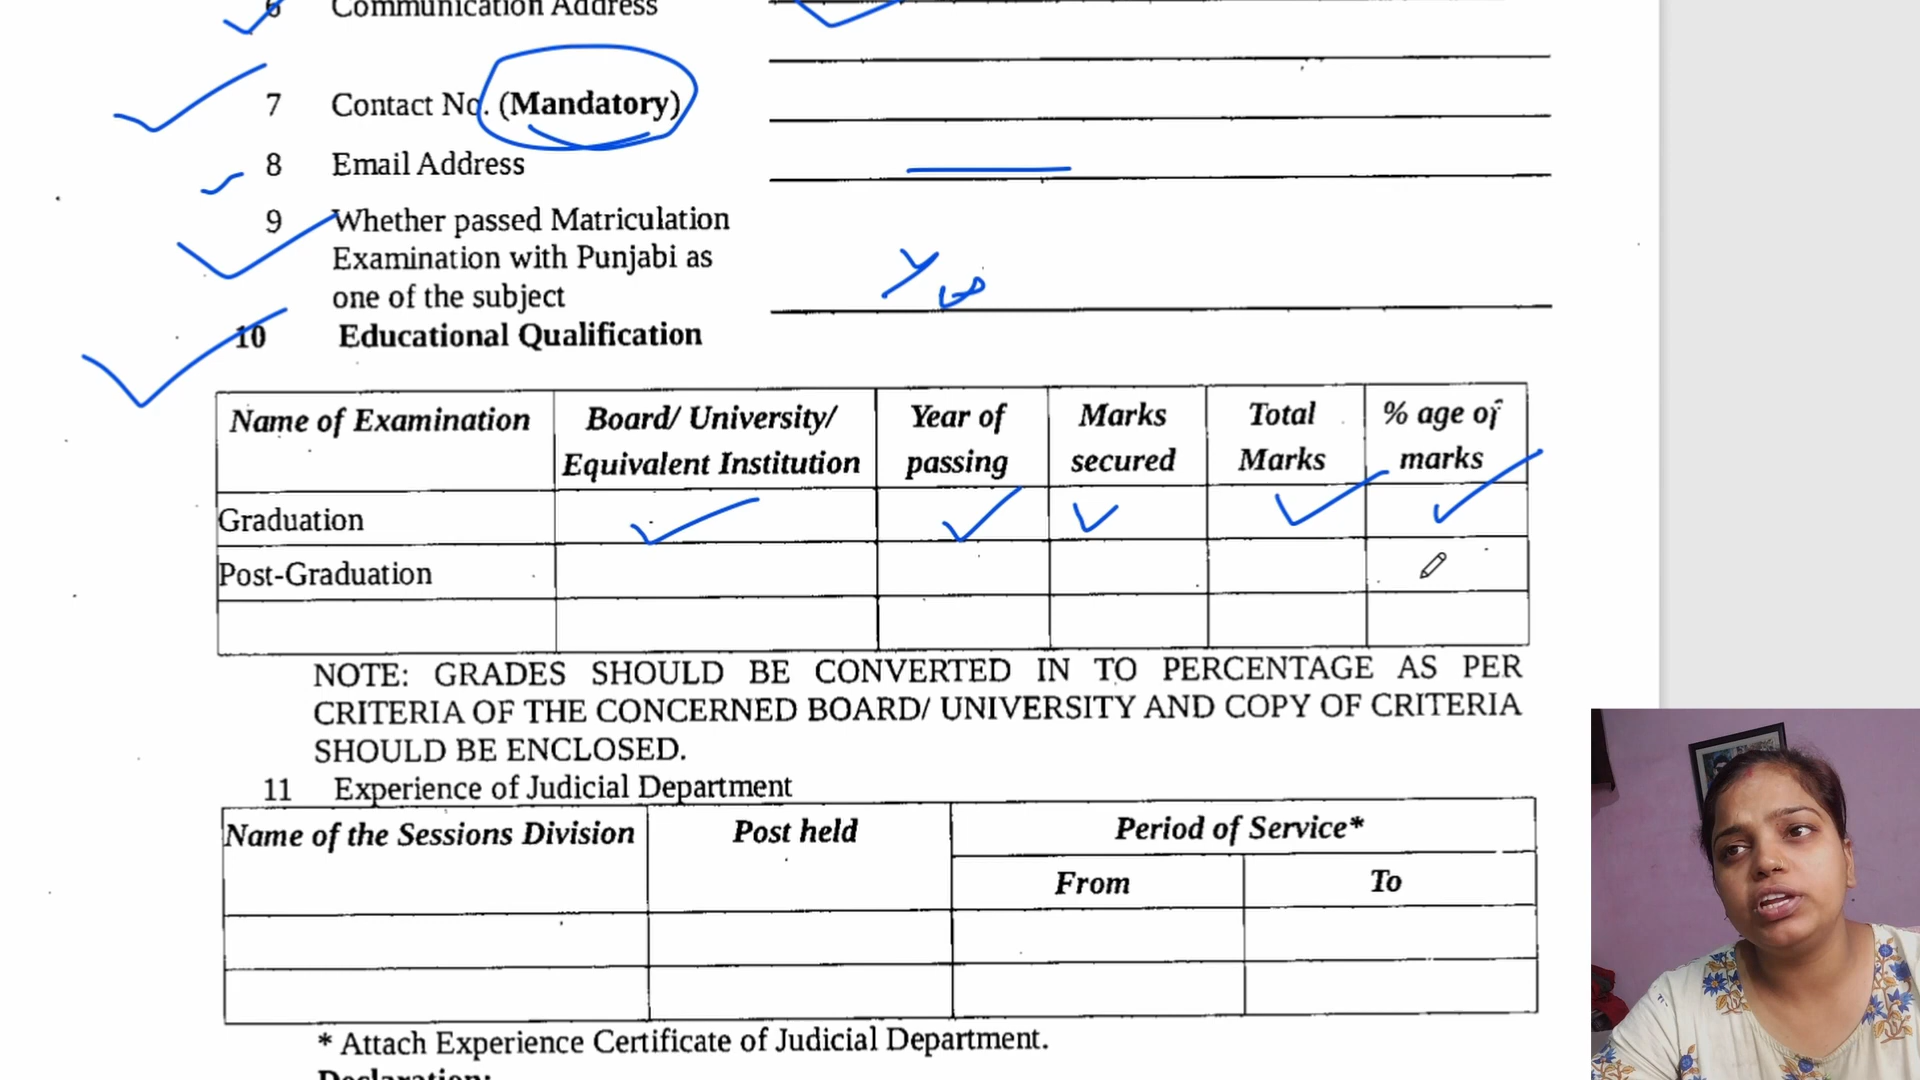 6 Communication Address
7 Contact No. (Mandatory)
8 Email Address
9 Whether passed Matriculation
Examination with Punjabi as
one of the subject
Yes
10 Educational Qualification
Name of Examination Board/ University/ Equivalent Institution Year of passing Marks secured Total Marks % age of marks
Graduation
Post-Graduation
NOTE: GRADES SHOULD BE CONVERTED IN TO PERCENTAGE AS PER
CRITERIA OF THE CONCERNED BOARD/ UNIVERSITY AND COPY OF CRITERIA
SHOULD BE ENCLOSED.
11 Experience of Judicial Department
Name of the Sessions Division Post held Period of Service*
From To
* Attach Experience Certificate of Judicial Department.
Declaration: